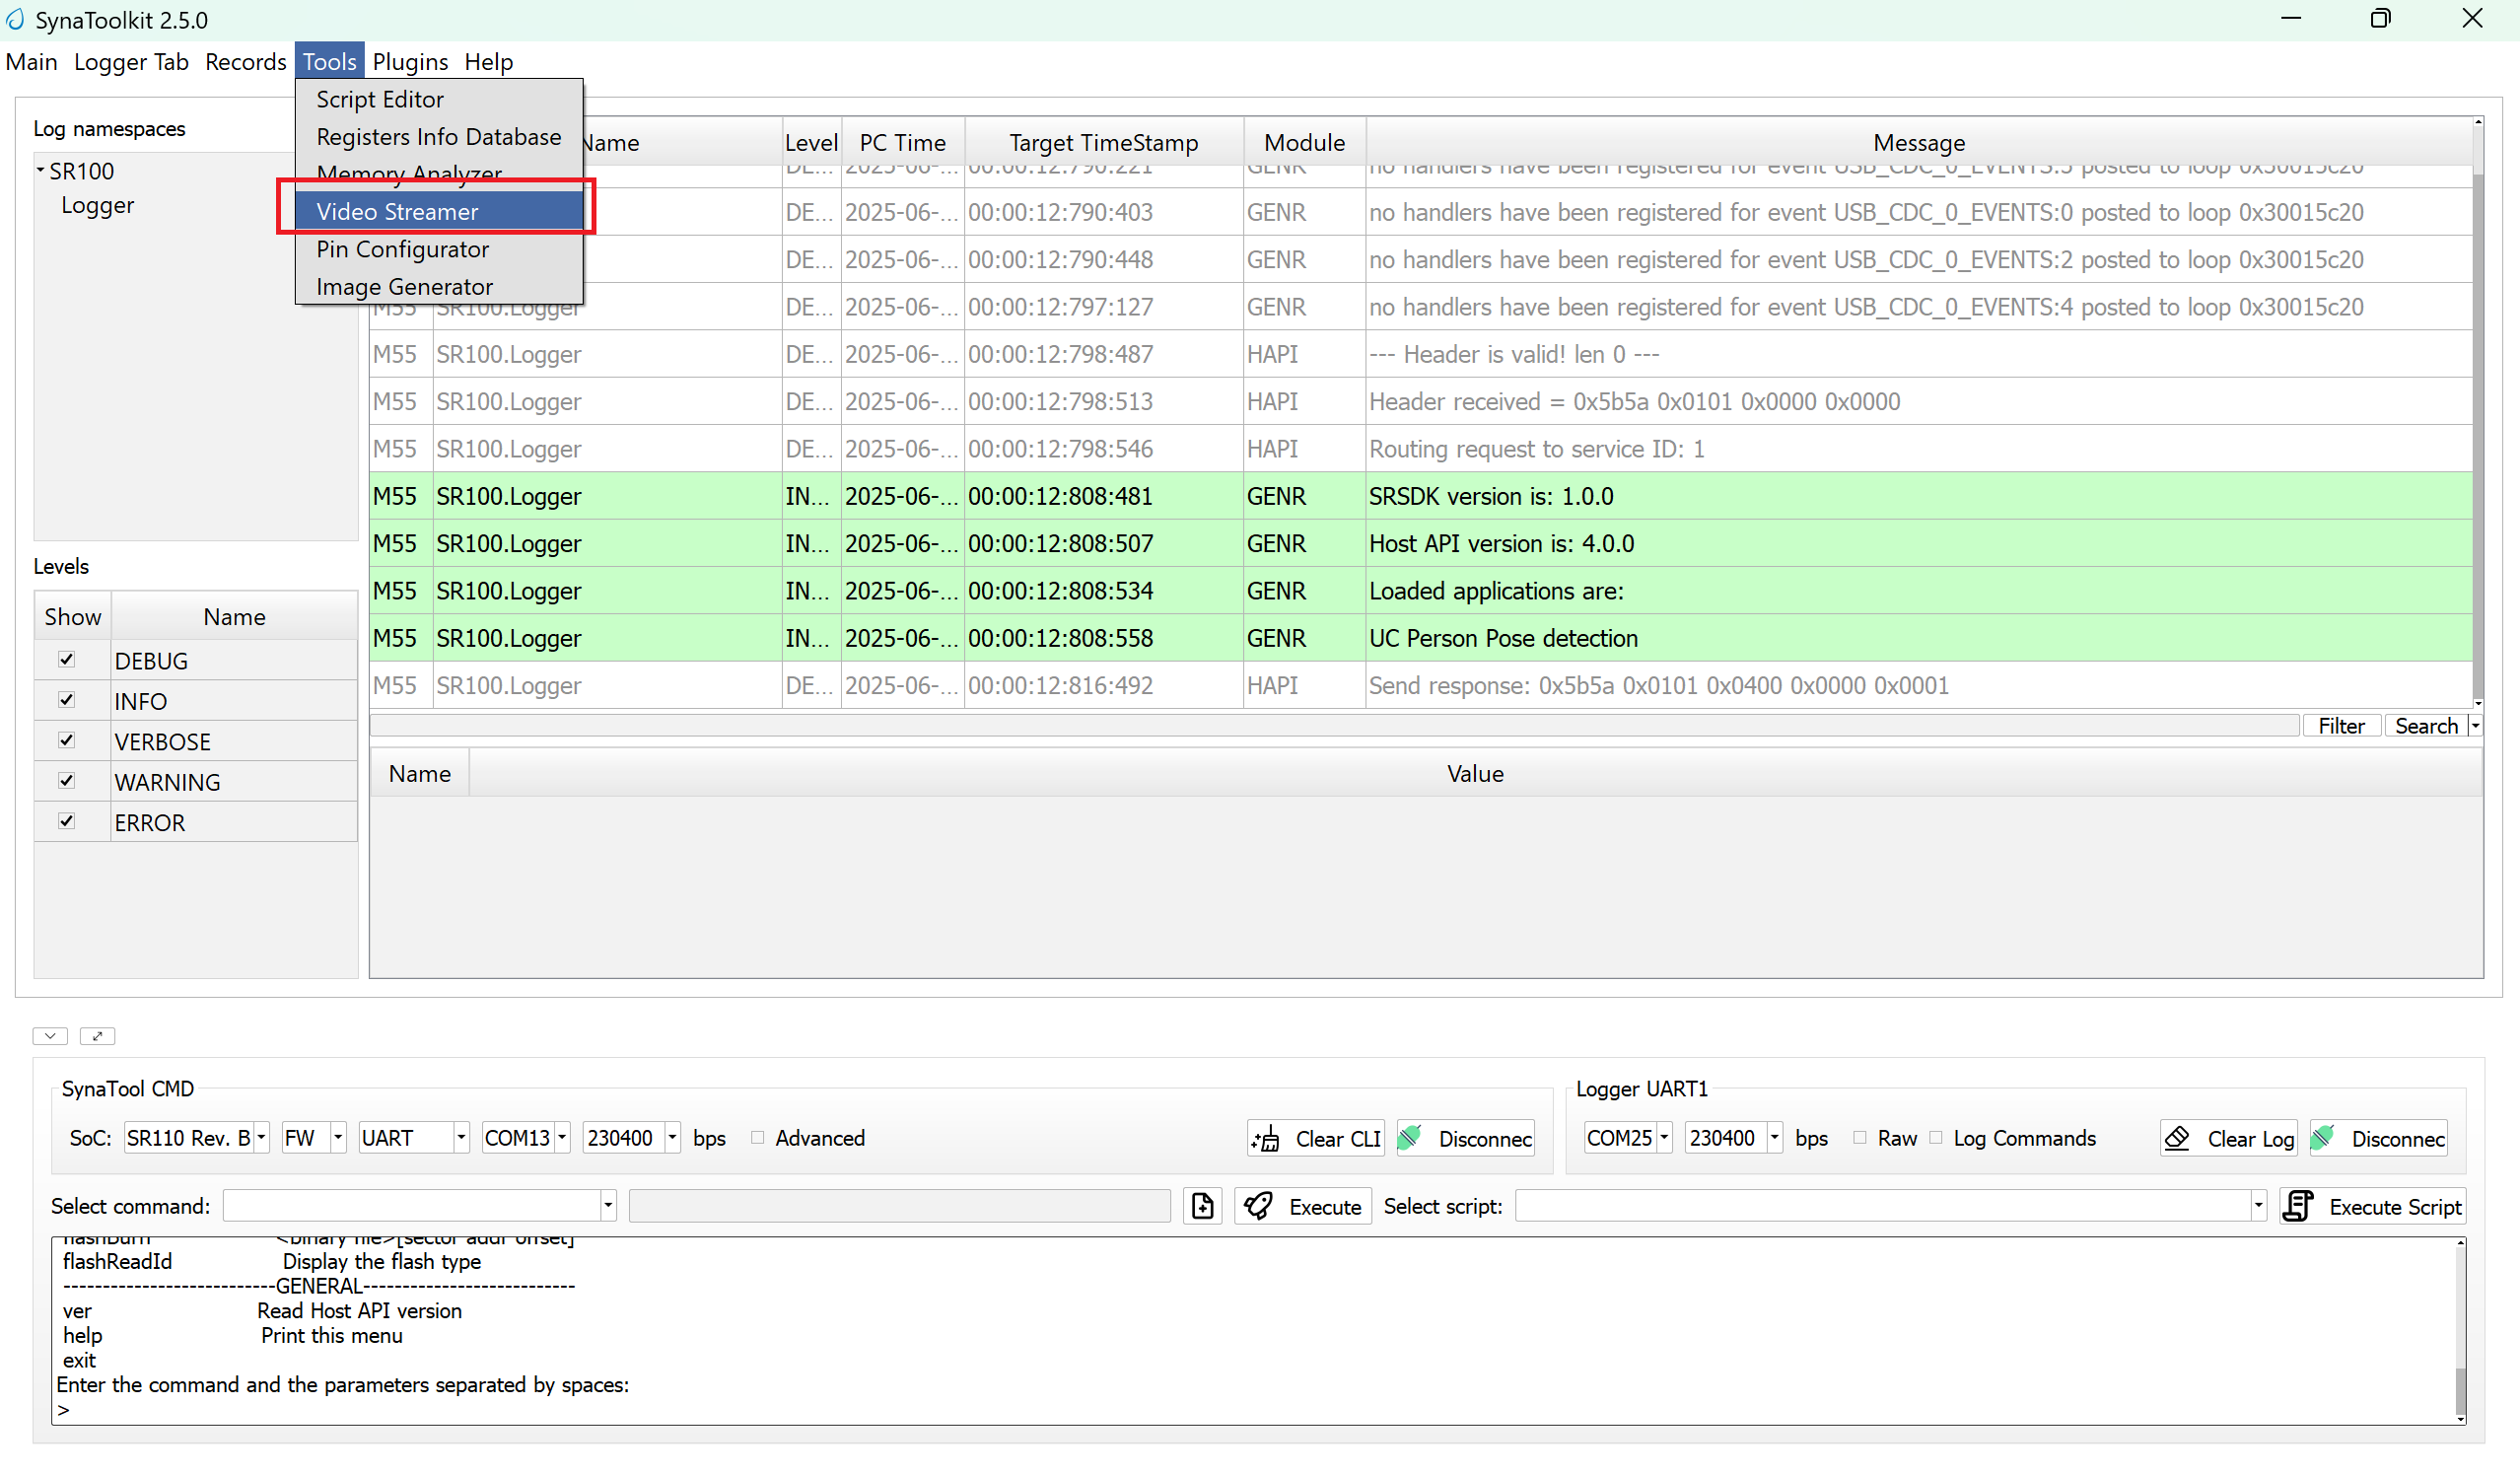 SynaToolkit 2.5.0
Main Logger Tab Records Tools Plugins Help
Script Editor
Registers Info Database
Memory Analyzer
Video Streamer
Pin Configurator
Image Generator
Log namespaces
SR100
Logger
Levels
Show Name
DEBUG
INFO
VERBOSE
WARNING
ERROR
Name Level PC Time Target TimeStamp Module Message
DE... 2025-06-... 00:00:12:790:221 GENR no handlers have been registered for event USB_CDC_0_EVENTS:3 posted to loop 0x30015c20
DE... 2025-06-... 00:00:12:790:403 GENR no handlers have been registered for event USB_CDC_0_EVENTS:0 posted to loop 0x30015c20
DE... 2025-06-... 00:00:12:790:448 GENR no handlers have been registered for event USB_CDC_0_EVENTS:2 posted to loop 0x30015c20
M55 SR100.Logger DE... 2025-06-... 00:00:12:797:127 GENR no handlers have been registered for event USB_CDC_0_EVENTS:4 posted to loop 0x30015c20
M55 SR100.Logger DE... 2025-06-... 00:00:12:798:487 HAPI --- Header is valid! len 0 ---
M55 SR100.Logger DE... 2025-06-... 00:00:12:798:513 HAPI Header received = 0x5b5a 0x0101 0x0000 0x0000
M55 SR100.Logger DE... 2025-06-... 00:00:12:798:546 HAPI Routing request to service ID: 1
M55 SR100.Logger IN... 2025-06-... 00:00:12:808:481 GENR SRSDK version is: 1.0.0
M55 SR100.Logger IN... 2025-06-... 00:00:12:808:507 GENR Host API version is: 4.0.0
M55 SR100.Logger IN... 2025-06-... 00:00:12:808:534 GENR Loaded applications are:
M55 SR100.Logger IN... 2025-06-... 00:00:12:808:558 GENR UC Person Pose detection
M55 SR100.Logger DE... 2025-06-... 00:00:12:816:492 HAPI Send response: 0x5b5a 0x0101 0x0400 0x0000 0x0001
Filter Search
Name Value
SynaTool CMD
SoC: SR110 Rev. B FW UART COM13 230400 bps Advanced Clear CLI Disconnec
Logger UART1
COM25 230400 bps Raw Log Commands Clear Log Disconnec
Select command: Execute Select script: Execute Script
flashBurn <binary file>[sector addr offset]
flashReadId Display the flash type
---------------------------GENERAL---------------------------
ver Read Host API version
help Print this menu
exit
Enter the command and the parameters separated by spaces:
>